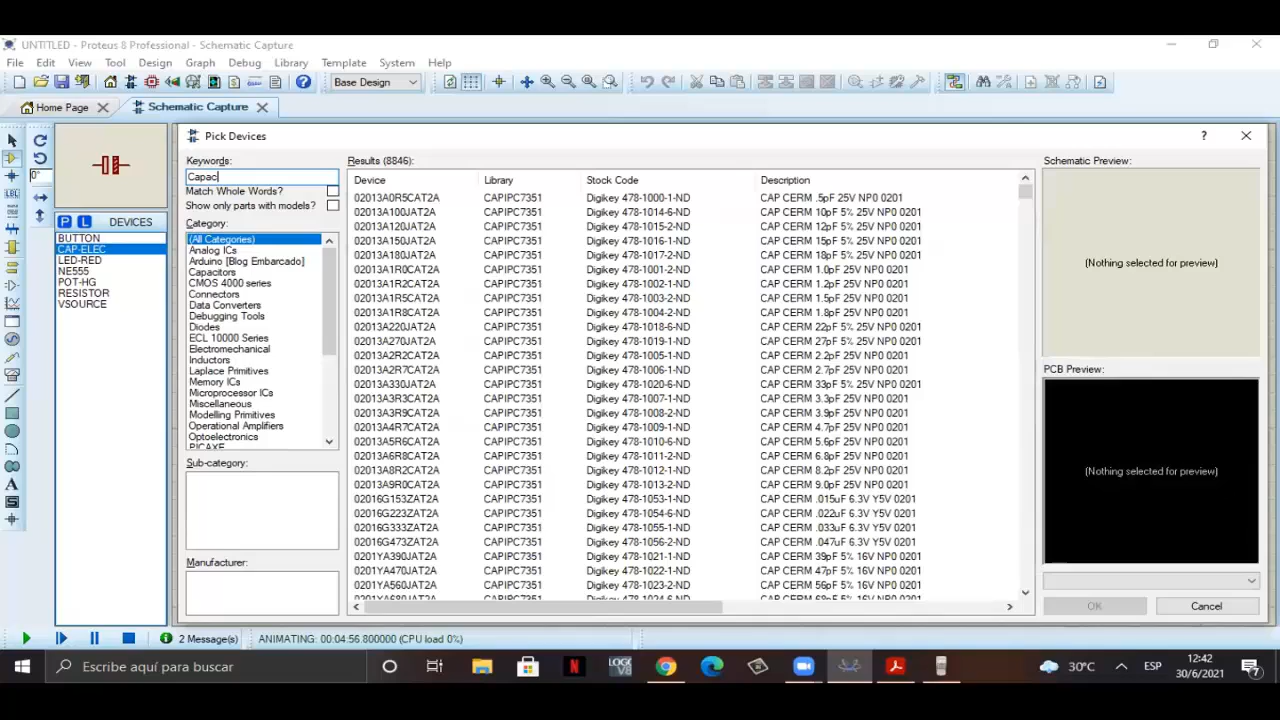 UNTITLED - Proteus 8 Professional - Schematic Capture
File Edit View Tool Design Graph Debug Library Template System Help
Base Design
Home Page
Schematic Capture
Pick Devices
Keywords:
Capac
Match Whole Words?
Show only parts with models?
Category:
(All Categories)
Analog ICs
Arduino [Blog Embarcado]
Capacitors
CMOS 4000 series
Connectors
Data Converters
Debugging Tools
Diodes
ECL 10000 Series
Electromechanical
Inductors
Laplace Primitives
Memory ICs
Microprocessor ICs
Miscellaneous
Modelling Primitives
Operational Amplifiers
Optoelectronics
PICAXE
Sub-category:
Manufacturer:
0°
LBL
P L DEVICES
BUTTON
CAP-ELEC
LED-RED
NE555
POT-HG
RESISTOR
VSOURCE
Results (8846):
Device Library Stock Code Description
02013A0R5CAT2A CAPIPC7351 Digikey 478-1000-1-ND CAP CERM .5pF 25V NP0 0201
02013A100JAT2A CAPIPC7351 Digikey 478-1014-6-ND CAP CERM 10pF 5% 25V NP0 0201
02013A120JAT2A CAPIPC7351 Digikey 478-1015-2-ND CAP CERM 12pF 5% 25V NP0 0201
02013A150JAT2A CAPIPC7351 Digikey 478-1016-1-ND CAP CERM 15pF 5% 25V NP0 0201
02013A180JAT2A CAPIPC7351 Digikey 478-1017-2-ND CAP CERM 18pF 5% 25V NP0 0201
02013A1R0CAT2A CAPIPC7351 Digikey 478-1001-2-ND CAP CERM 1.0pF 25V NP0 0201
02013A1R2CAT2A CAPIPC7351 Digikey 478-1002-1-ND CAP CERM 1.2pF 25V NP0 0201
02013A1R5CAT2A CAPIPC7351 Digikey 478-1003-2-ND CAP CERM 1.5pF 25V NP0 0201
02013A1R8CAT2A CAPIPC7351 Digikey 478-1004-2-ND CAP CERM 1.8pF 25V NP0 0201
02013A220JAT2A CAPIPC7351 Digikey 478-1018-6-ND CAP CERM 22pF 5% 25V NP0 0201
02013A270JAT2A CAPIPC7351 Digikey 478-1019-1-ND CAP CERM 27pF 5% 25V NP0 0201
02013A2R2CAT2A CAPIPC7351 Digikey 478-1005-1-ND CAP CERM 2.2pF 25V NP0 0201
02013A2R7CAT2A CAPIPC7351 Digikey 478-1006-1-ND CAP CERM 2.7pF 25V NP0 0201
02013A330JAT2A CAPIPC7351 Digikey 478-1020-6-ND CAP CERM 33pF 5% 25V NP0 0201
02013A3R3CAT2A CAPIPC7351 Digikey 478-1007-1-ND CAP CERM 3.3pF 25V NP0 0201
02013A3R9CAT2A CAPIPC7351 Digikey 478-1008-2-ND CAP CERM 3.9pF 25V NP0 0201
02013A4R7CAT2A CAPIPC7351 Digikey 478-1009-1-ND CAP CERM 4.7pF 25V NP0 0201
02013A5R6CAT2A CAPIPC7351 Digikey 478-1010-6-ND CAP CERM 5.6pF 25V NP0 0201
02013A6R8CAT2A CAPIPC7351 Digikey 478-1011-2-ND CAP CERM 6.8pF 25V NP0 0201
02013A8R2CAT2A CAPIPC7351 Digikey 478-1012-1-ND CAP CERM 8.2pF 25V NP0 0201
02013A9R0CAT2A CAPIPC7351 Digikey 478-1013-2-ND CAP CERM 9.0pF 25V NP0 0201
02016G153ZAT2A CAPIPC7351 Digikey 478-1053-1-ND CAP CERM .015uF 6.3V Y5V 0201
02016G223ZAT2A CAPIPC7351 Digikey 478-1054-6-ND CAP CERM .022uF 6.3V Y5V 0201
02016G333ZAT2A CAPIPC7351 Digikey 478-1055-1-ND CAP CERM .033uF 6.3V Y5V 0201
02016G473ZAT2A CAPIPC7351 Digikey 478-1056-2-ND CAP CERM .047uF 6.3V Y5V 0201
0201YA390JAT2A CAPIPC7351 Digikey 478-1021-1-ND CAP CERM 39pF 5% 16V NP0 0201
0201YA470JAT2A CAPIPC7351 Digikey 478-1022-1-ND CAP CERM 47pF 5% 16V NP0 0201
0201YA560JAT2A CAPIPC7351 Digikey 478-1023-2-ND CAP CERM 56pF 5% 16V NP0 0201
0201YA680JAT2A CAPIPC7351 Digikey 478-1024-6-ND CAP CERM 68pF 5% 16V NP0 0201
Schematic Preview:
(Nothing selected for preview)
PCB Preview:
(Nothing selected for preview)
OK Cancel
2 Message(s) ANIMATING: 00:04:56.800000 (CPU load 0%)
Escribe aquí para buscar
30°C ESP 12:42
30/6/2021